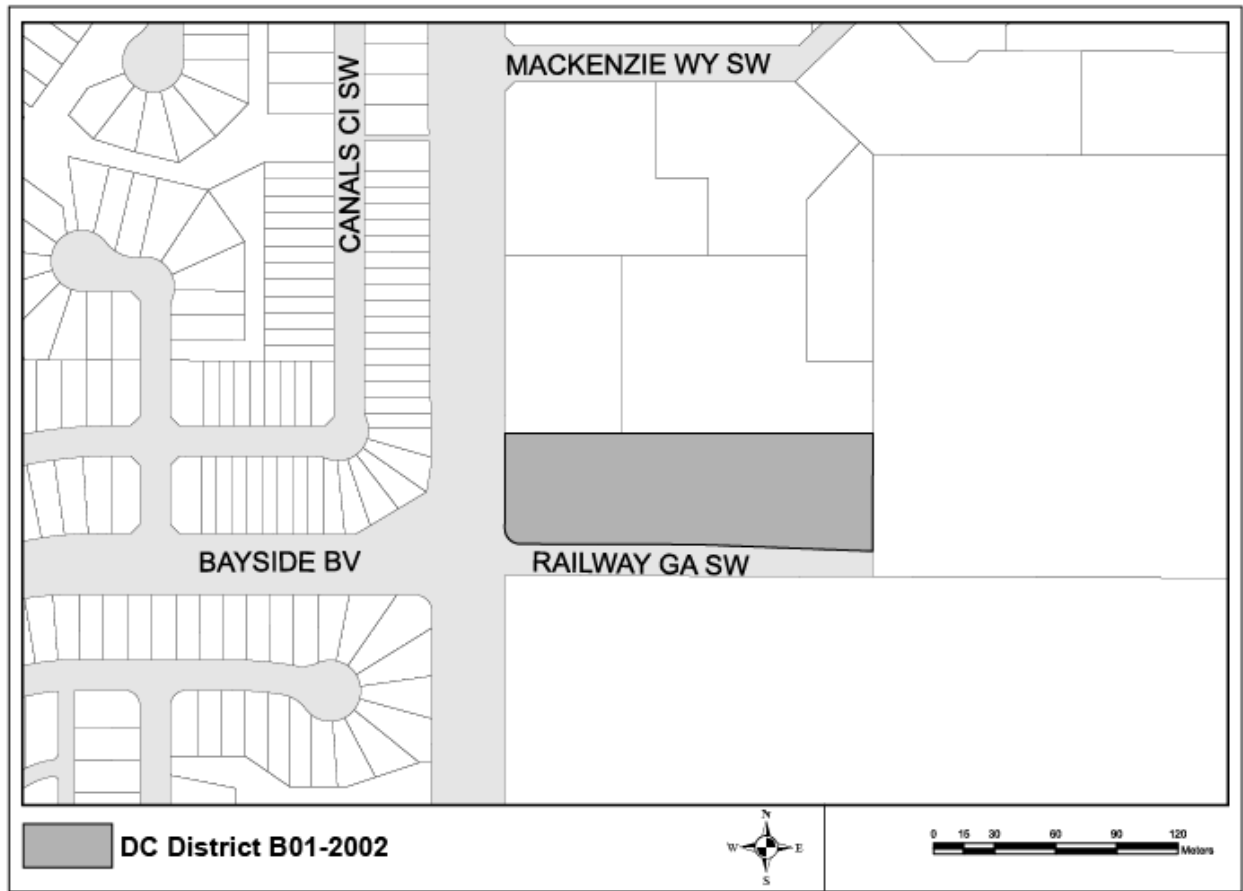 MACKENZIE WY SW
CANALS CI SW
BAYSIDE BV
RAILWAY GA SW
DC District B01-2002
N
W E
S
0 15 30 60 90 120
Meters